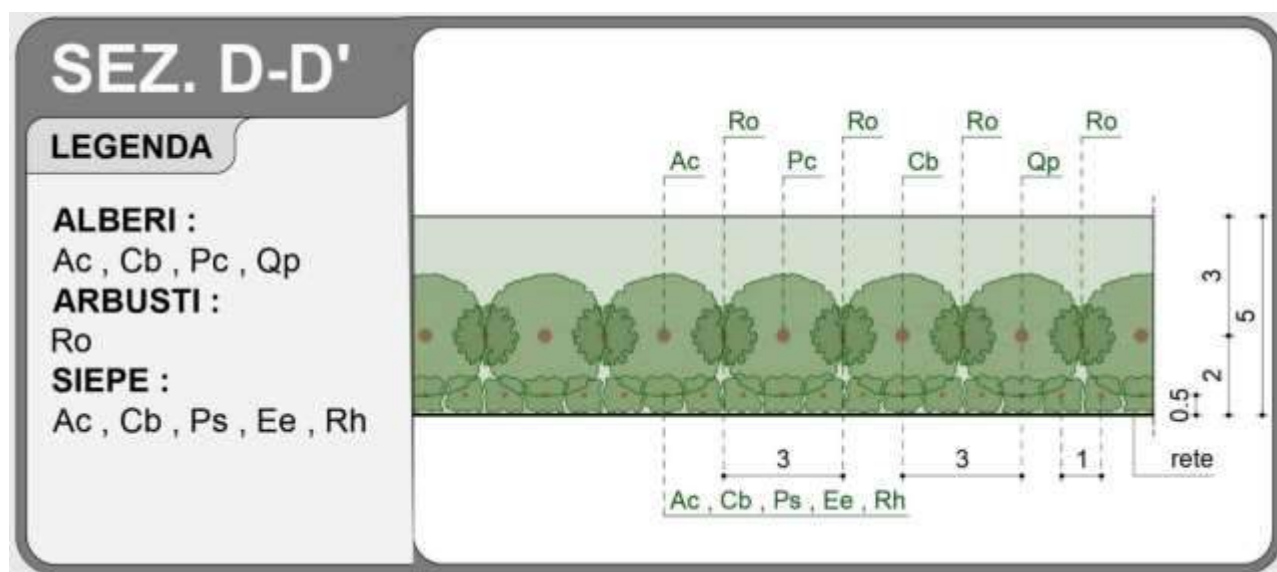 SEZ. D-D'
LEGENDA
ALBERI :
Ac , Cb , Pc , Qp
ARBUSTI :
Ro
SIEPE :
Ac , Cb , Ps , Ee , Rh
Ro Ro Ro Ro
Ac Pc Cb Qp
3
5
2
0.5
3 3 1 rete
Ac , Cb , Ps , Ee , Rh